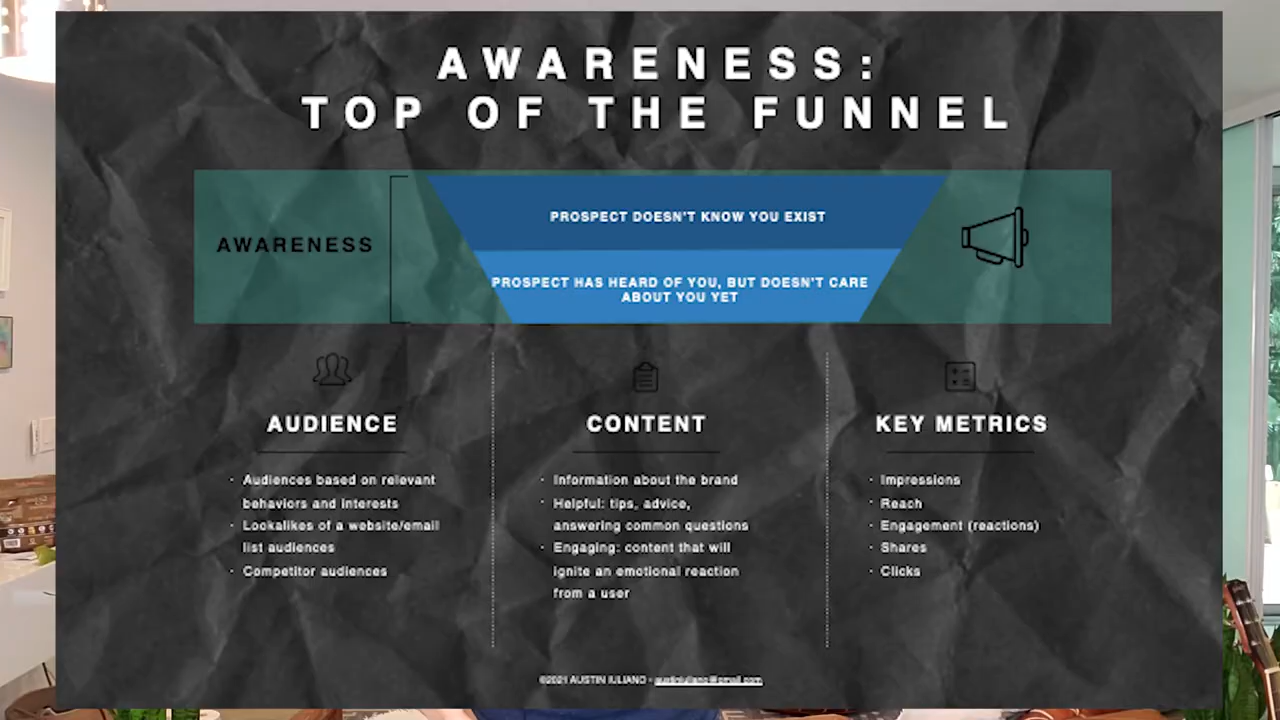 AWARENESS:
TOP OF THE FUNNEL
AWARENESS
PROSPECT DOESN'T KNOW YOU EXIST
PROSPECT HAS HEARD OF YOU, BUT DOESN'T CARE
ABOUT YOU YET
AUDIENCE
· Audiences based on relevant
behaviors and interests
· Lookalikes of a website/email
list audiences
· Competitor audiences
CONTENT
· Information about the brand
· Helpful: tips, advice,
answering common questions
· Engaging: content that will
ignite an emotional reaction
from a user
KEY METRICS
· Impressions
· Reach
· Engagement (reactions)
· Shares
· Clicks
©2021 AUSTIN IULIANO -